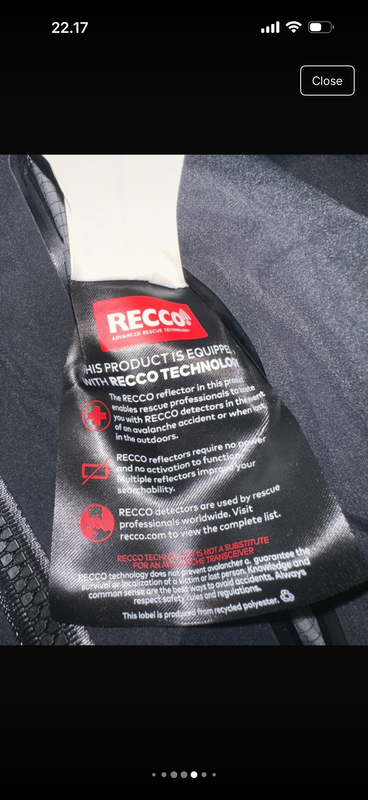 22.17
Close
RECCO
ADVANCED RESCUE TECHNOLOGY
THIS PRODUCT IS EQUIPPE
WITH RECCO TECHNOLOG
The RECCO reflector in this product
enables rescue professionals to locate
you with RECCO detectors in the event
of an avalanche accident or when lost
in the outdoors.
RECCO reflectors require no power
and no activation to function.
Multiple reflectors improve your
searchability.
RECCO detectors are used by rescue
professionals worldwide. Visit
recco.com to view the complete list.
RECCO TECHNOLOGY IS NOT A SUBSTITUTE
FOR AN AVALANCHE TRANSCEIVER
RECCO technology does not prevent avalanches o. guarantee the
survival or localization of a victim or lost person. Knowledge and
common sense are the best ways to avoid accidents. Always
respect safety rules and regulations.
This label is produced from recycled polyester.